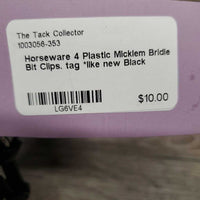 The Tack Collector
1003056-353
Horseware 4 Plastic Micklem Bridle
Bit Clips. tag *like new Black
LG6VE4
$10.00